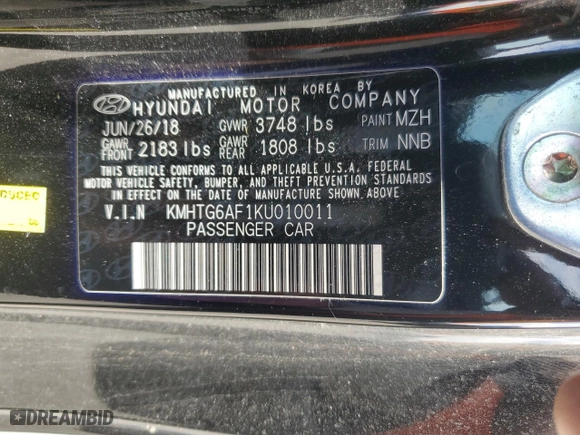 MANUFACTURED IN KOREA BY
HYUNDAI MOTOR COMPANY
JUN/26/18 GVWR 3748 lbs PAINT MZH
GAWR FRONT 2183 lbs GAWR REAR 1808 lbs TRIM NNB
THIS VEHICLE CONFORMS TO ALL APPLICABLE U.S.A. FEDERAL
MOTOR VEHICLE SAFETY, BUMPER, AND THEFT PREVENTION STANDARDS
IN EFFECT ON THE DATE OF MANUFACTURE SHOWN ABOVE.
V.I.N KMHTG6AF1KU010011
PASSENGER CAR
DREAMBID